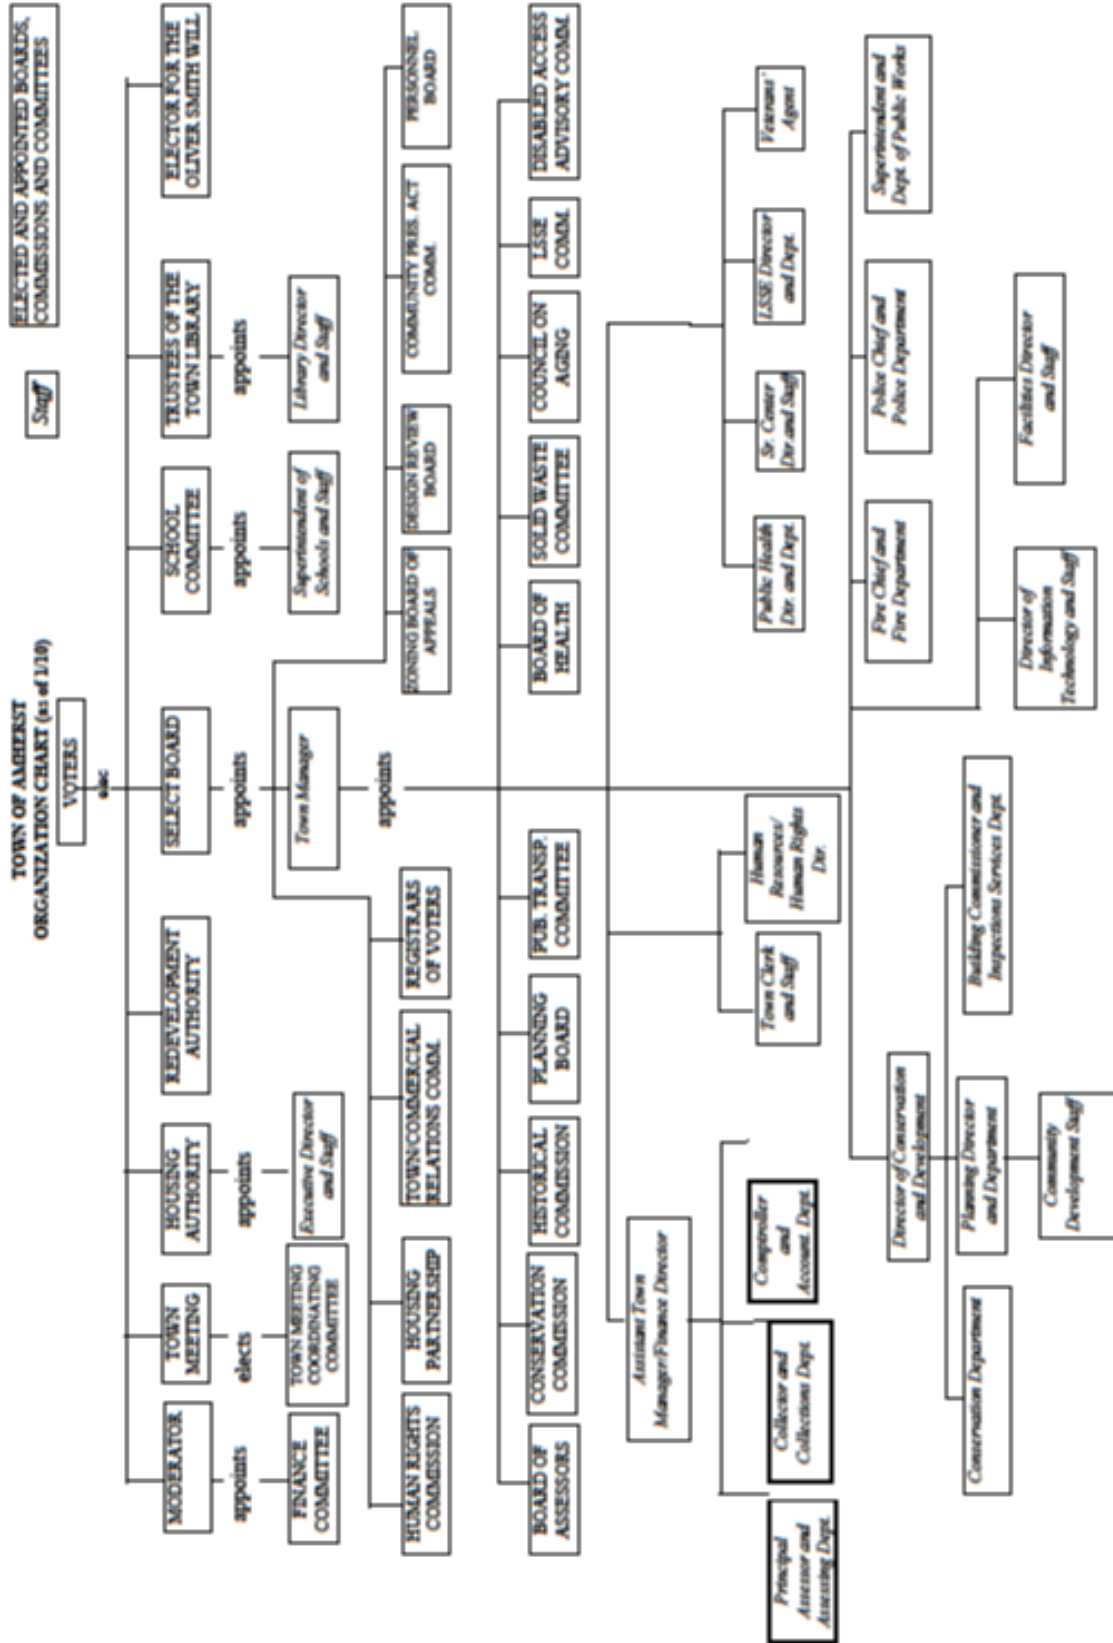 TOWN OF AMHERST
ORGANIZATION CHART (as of 1/10)
Staff
ELECTED AND APPOINTED BOARDS,
COMMISSIONS AND COMMITTEES
VOTERS
elec
MODERATOR
TOWN
MEETING
HOUSING
AUTHORITY
REDEVELOPMENT
AUTHORITY
SELECT BOARD
SCHOOL
COMMITTEE
TRUSTEES OF THE
TOWN LIBRARY
ELECTOR FOR THE
OLIVER SMITH WILL
appoints
elects
appoints
appoints
appoints
appoints
FINANCE
COMMITTEE
TOWN MEETING
COORDINATING
COMMITTEE
Executive Director
and Staff
Town Manager
Superintendent of
Schools and Staff
Library Director
and Staff
appoints
HUMAN RIGHTS
COMMISSION
HOUSING
PARTNERSHIP
TOWN/COMMERCIAL
RELATIONS COMM.
REGISTRARS
OF VOTERS
ZONING BOARD OF
APPEALS
DESIGN REVIEW
BOARD
COMMUNITY PRES. ACT
COMM.
PERSONNEL
BOARD
BOARD OF
ASSESSORS
CONSERVATION
COMMISSION
HISTORICAL
COMMISSION
PLANNING
BOARD
PUB. TRANSP.
COMMITTEE
BOARD OF
HEALTH
SOLID WASTE
COMMITTEE
COUNCIL ON
AGING
LSSE
COMM.
DISABLED ACCESS
ADVISORY COMM.
Assistant Town
Manager/Finance Director
Principal
Assessor and
Assessing Dept.
Collector and
Collections Dept.
Comptroller
and
Account. Dept.
Town Clerk
and Staff
Human
Resources/
Human Rights
Dir.
Public Health
Dir. and Dept.
Sr. Center
Dir and Staff
LSSE Director
and Dept.
Veterans'
Agent
Director of Conservation
and Development
Fire Chief and
Fire Department
Police Chief and
Police Department
Superintendent and
Dept. of Public Works
Conservation Department
Planning Director
and Department
Building Commissioner and
Inspections Services Dept.
Community
Development Staff
Director of
Information
Technology and Staff
Facilities Director
and Staff